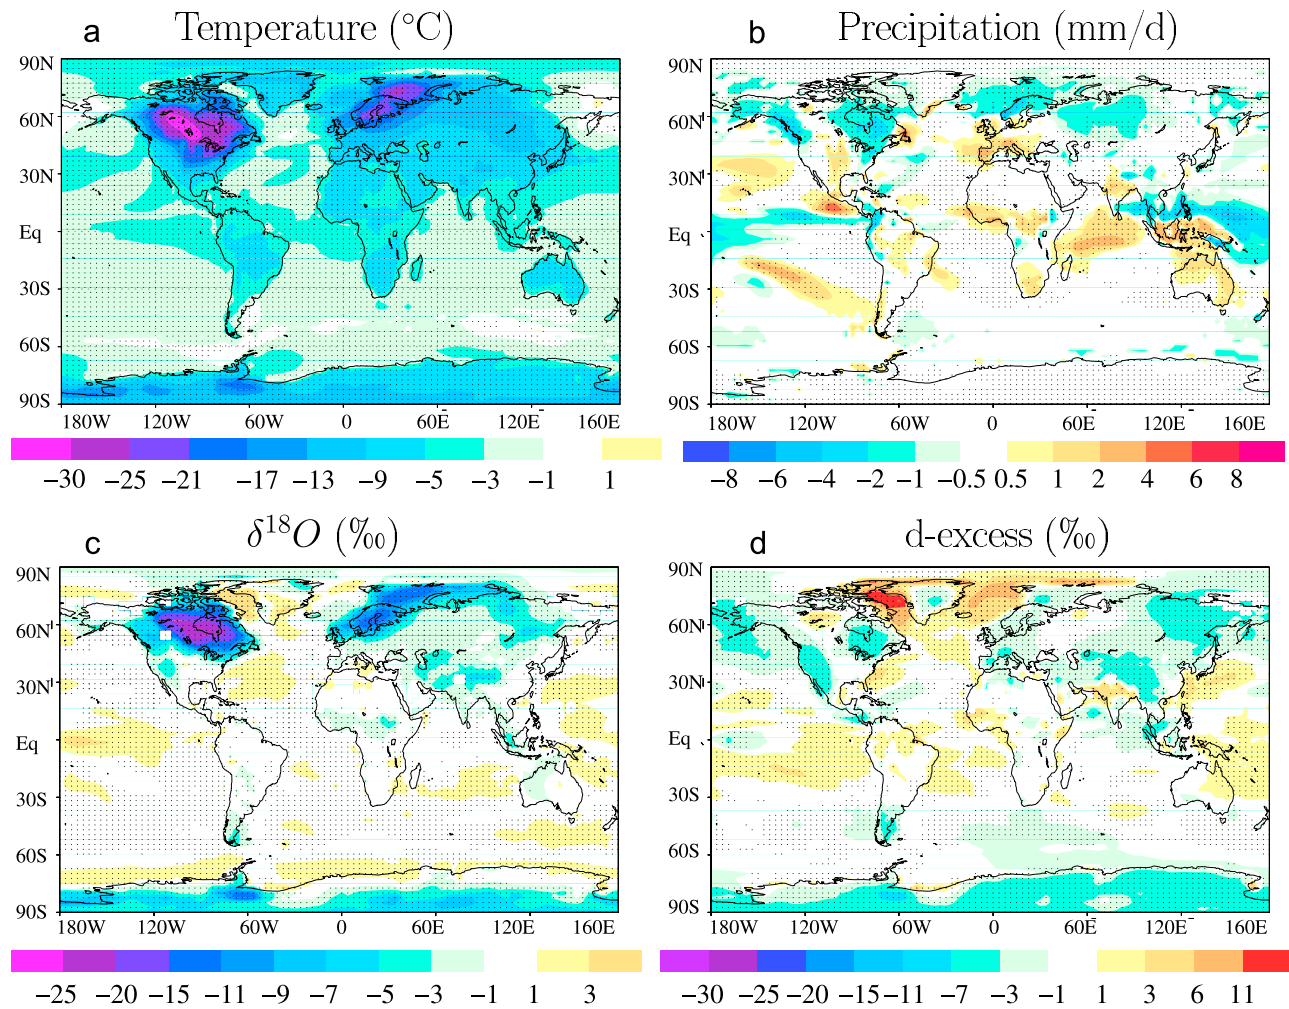 a Temperature (°C)
90N
60N
30N
Eq
30S
60S
90S
180W 120W 60W 0 60E 120E 160E
−30 −25 −21 −17 −13 −9 −5 −3 −1 1
b Precipitation (mm/d)
90N
60N
30N
Eq
30S
60S
90S
180W 120W 60W 0 60E 120E 160E
−8 −6 −4 −2 −1 −0.5 0.5 1 2 4 6 8
c δ¹⁸O (‰)
90N
60N
30N
Eq
30S
60S
90S
180W 120W 60W 0 60E 120E 160E
−25 −20 −15 −11 −9 −7 −5 −3 −1 1 3
d d-excess (‰)
90N
60N
30N
Eq
30S
60S
90S
180W 120W 60W 0 60E 120E 160E
−30 −25 −20 −15 −11 −7 −3 −1 1 3 6 11